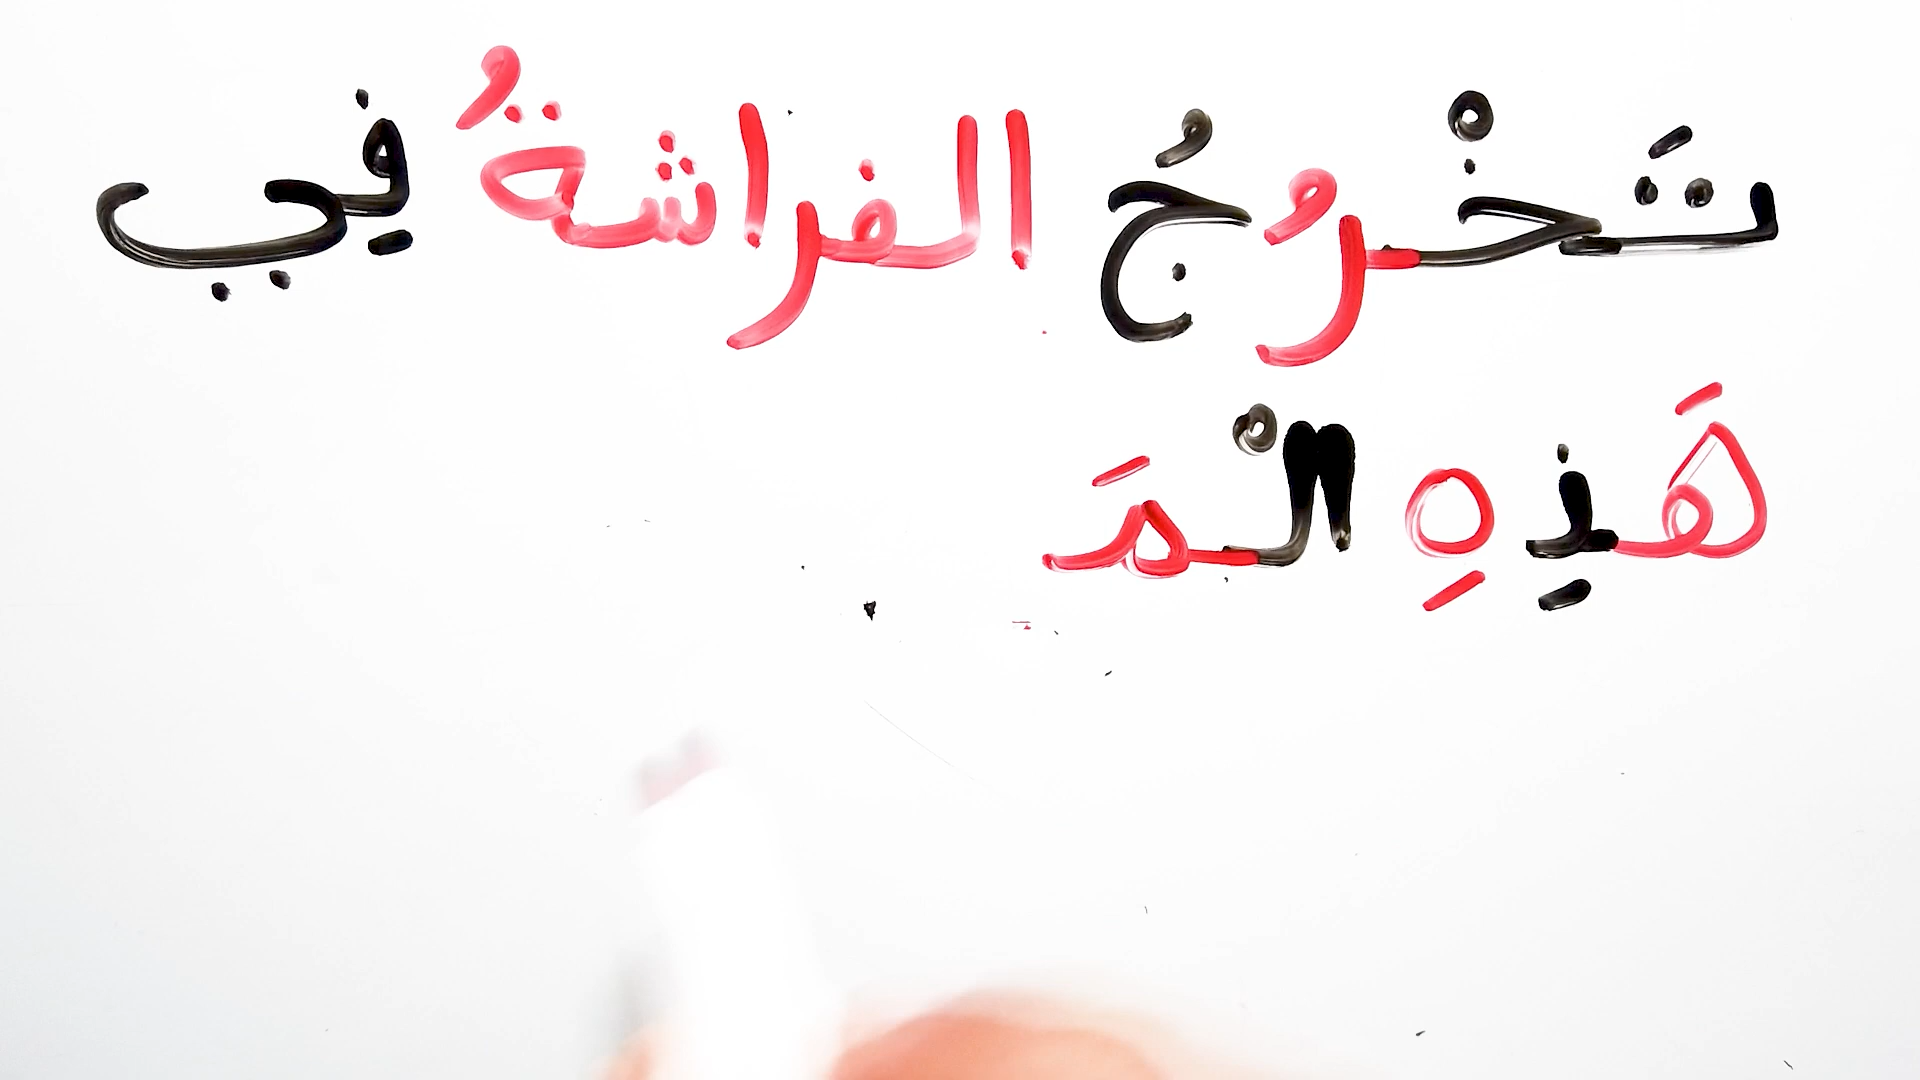 تَخْرُجُ الفراشةُ في
هَذِهِ الْمَـ